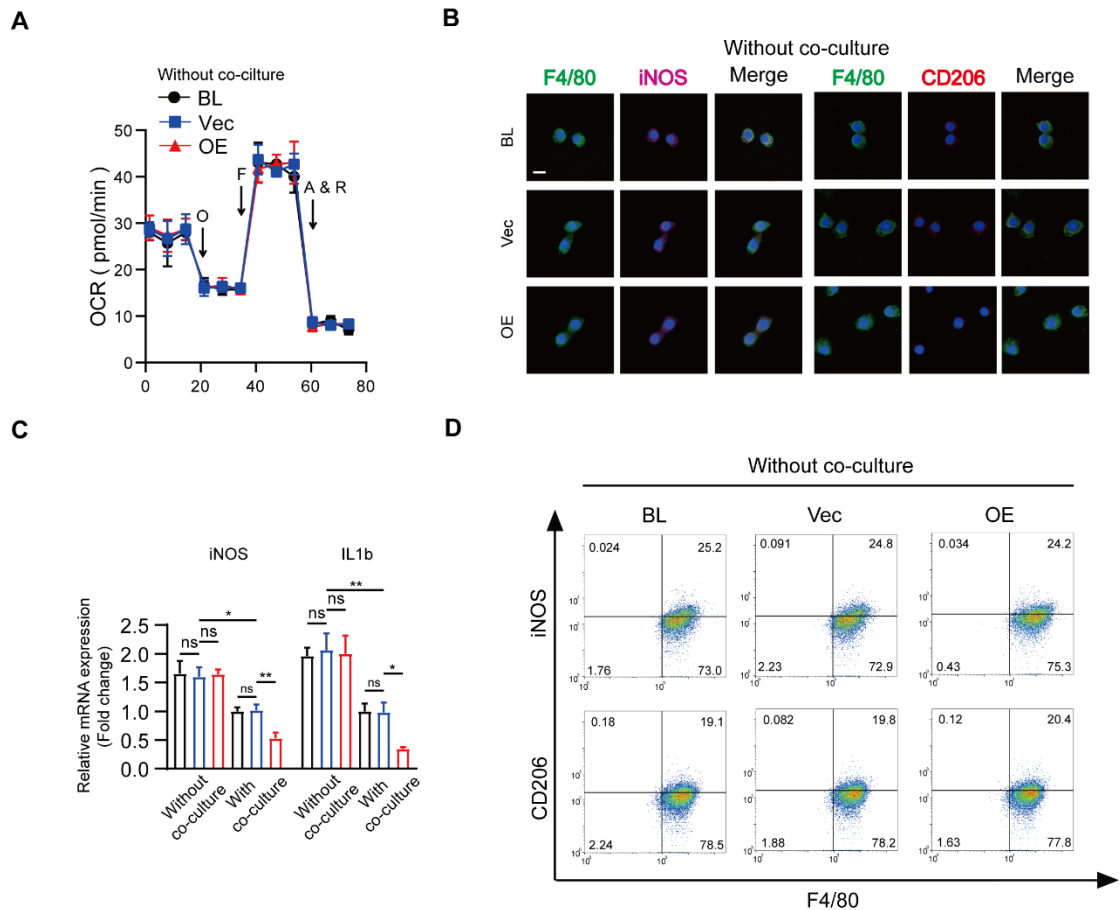 A
Without co-cilture
BL
Vec
OE
50
40
30
20
10
0
OCR ( pmol/min)
O
F
A & R
0 20 40 60 80
B
Without co-culture
F4/80 iNOS Merge F4/80 CD206 Merge
BL
Vec
OE
C
iNOS IL1b
Relative mRNA expression
(Fold change)
2.5
2.0
1.5
1.0
0.5
0.0
ns ns * ns **
ns ns ** ns *
Without
co-culture
With
co-culture
Without
co-culture
With
co-culture
D
Without co-culture
BL Vec OE
iNOS
0.024 25.2 0.091 24.8 0.034 24.2
1.76 73.0 2.23 72.9 0.43 75.3
CD206
0.18 19.1 0.082 19.8 0.12 20.4
2.24 78.5 1.88 78.2 1.63 77.8
F4/80